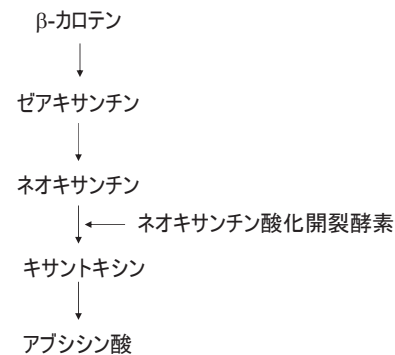 β-カロテン
ゼアキサンチン
ネオキサンチン
ネオキサンチン酸化開裂酵素
キサントキシン
アブシシン酸